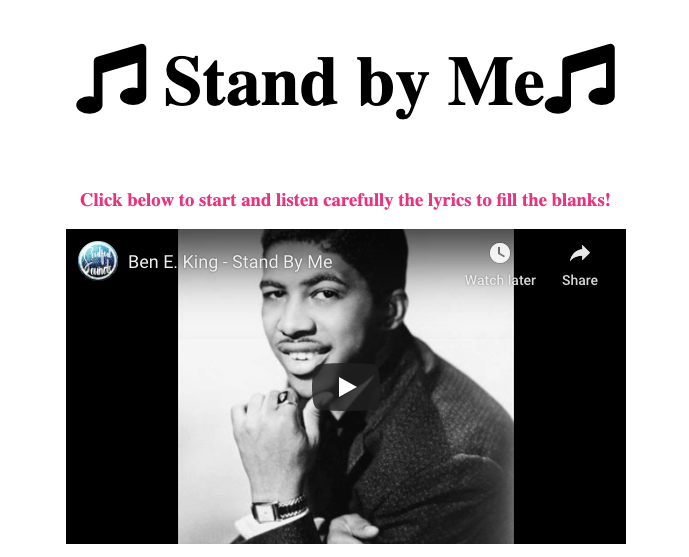 Stand by Me
Click below to start and listen carefully the lyrics to fill the blanks!
Ben E. King - Stand By Me
Watch later
Share